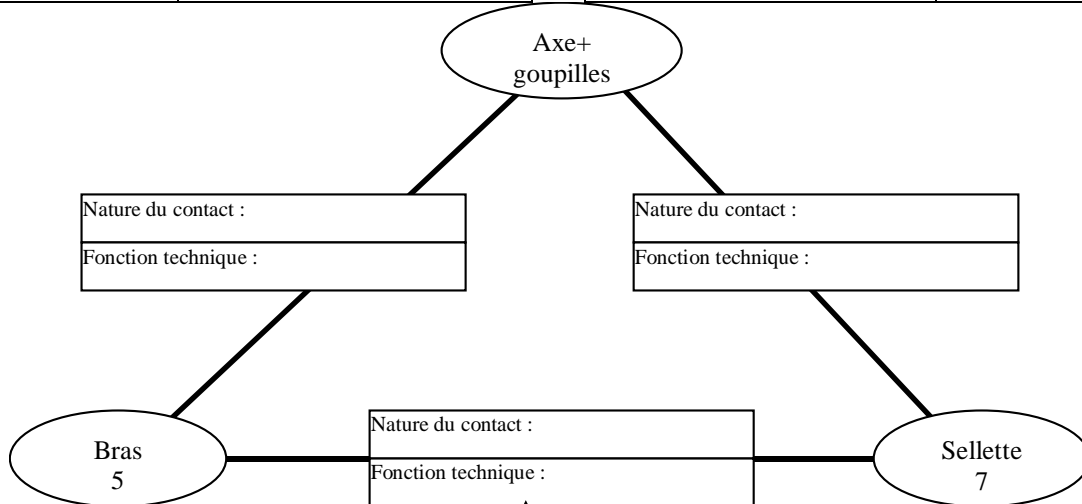 Axe+
goupilles
Nature du contact :
Fonction technique :
Nature du contact :
Fonction technique :
Bras
5
Nature du contact :
Fonction technique :
Sellette
7